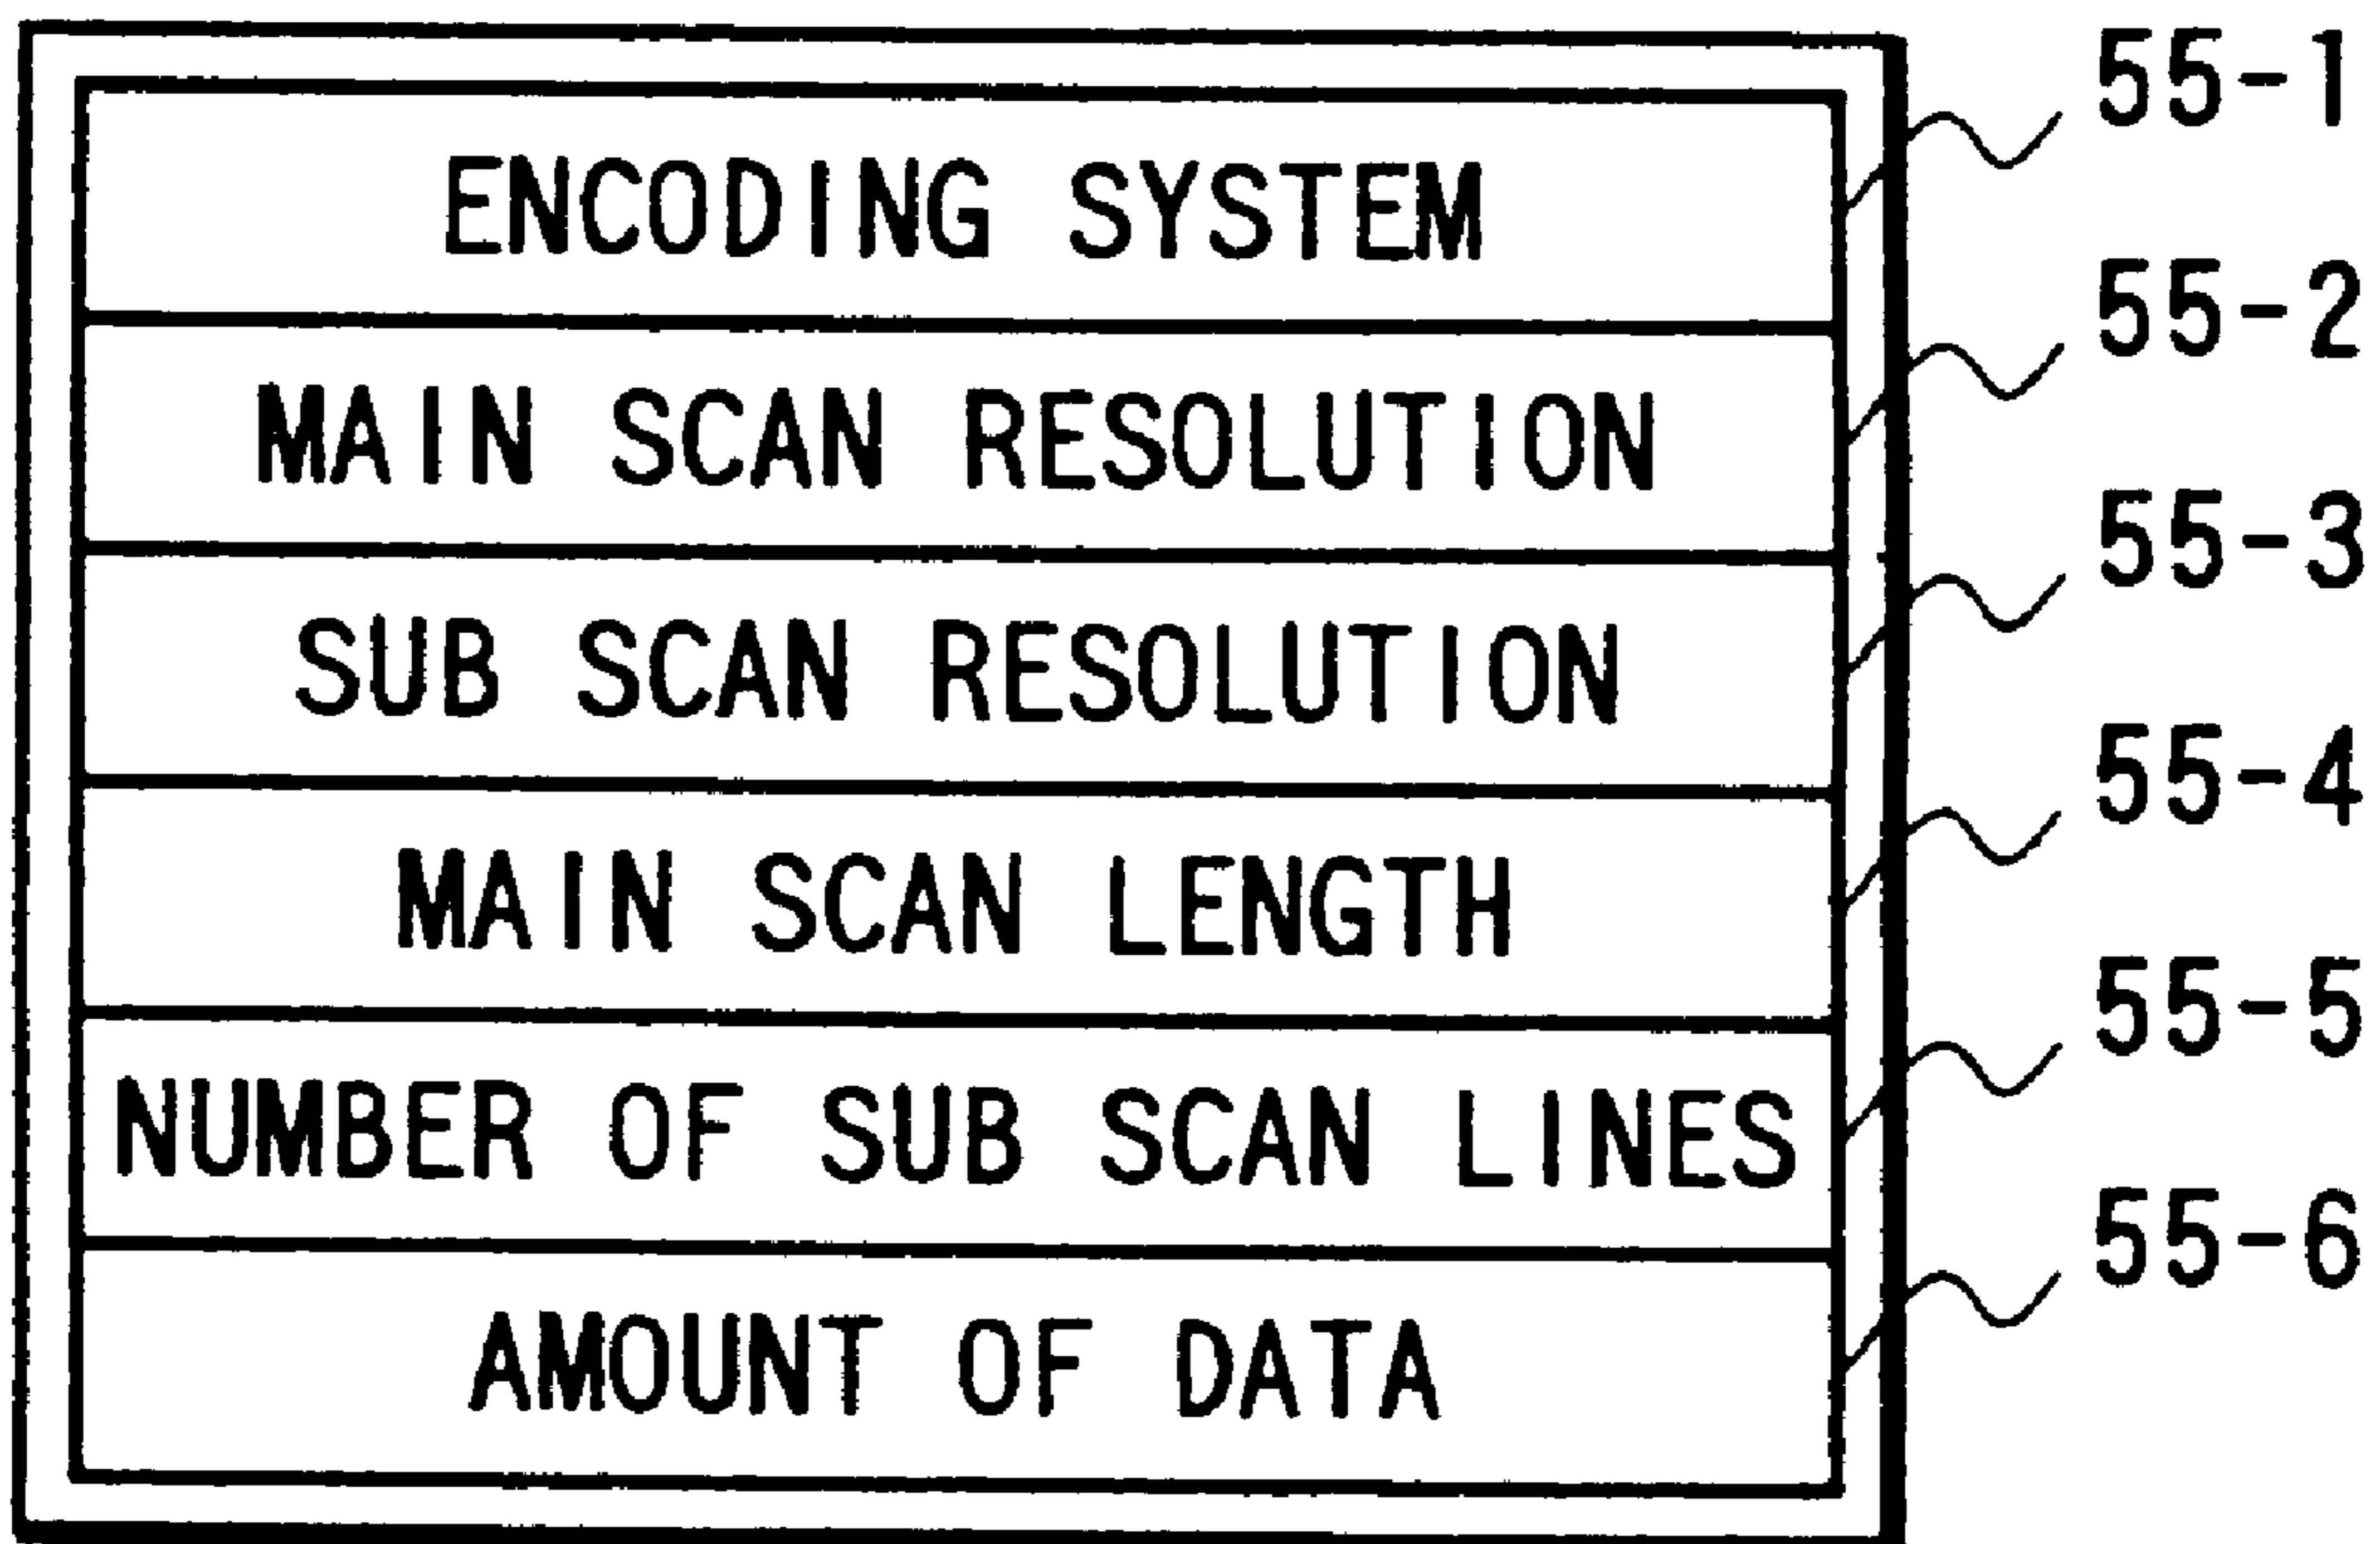 55-1
ENCODING SYSTEM
55-2
MAIN SCAN RESOLUTION
55-3
SUB SCAN RESOLUTION
55-4
MAIN SCAN LENGTH
55-5
NUMBER OF SUB SCAN LINES
55-6
AMOUNT OF DATA